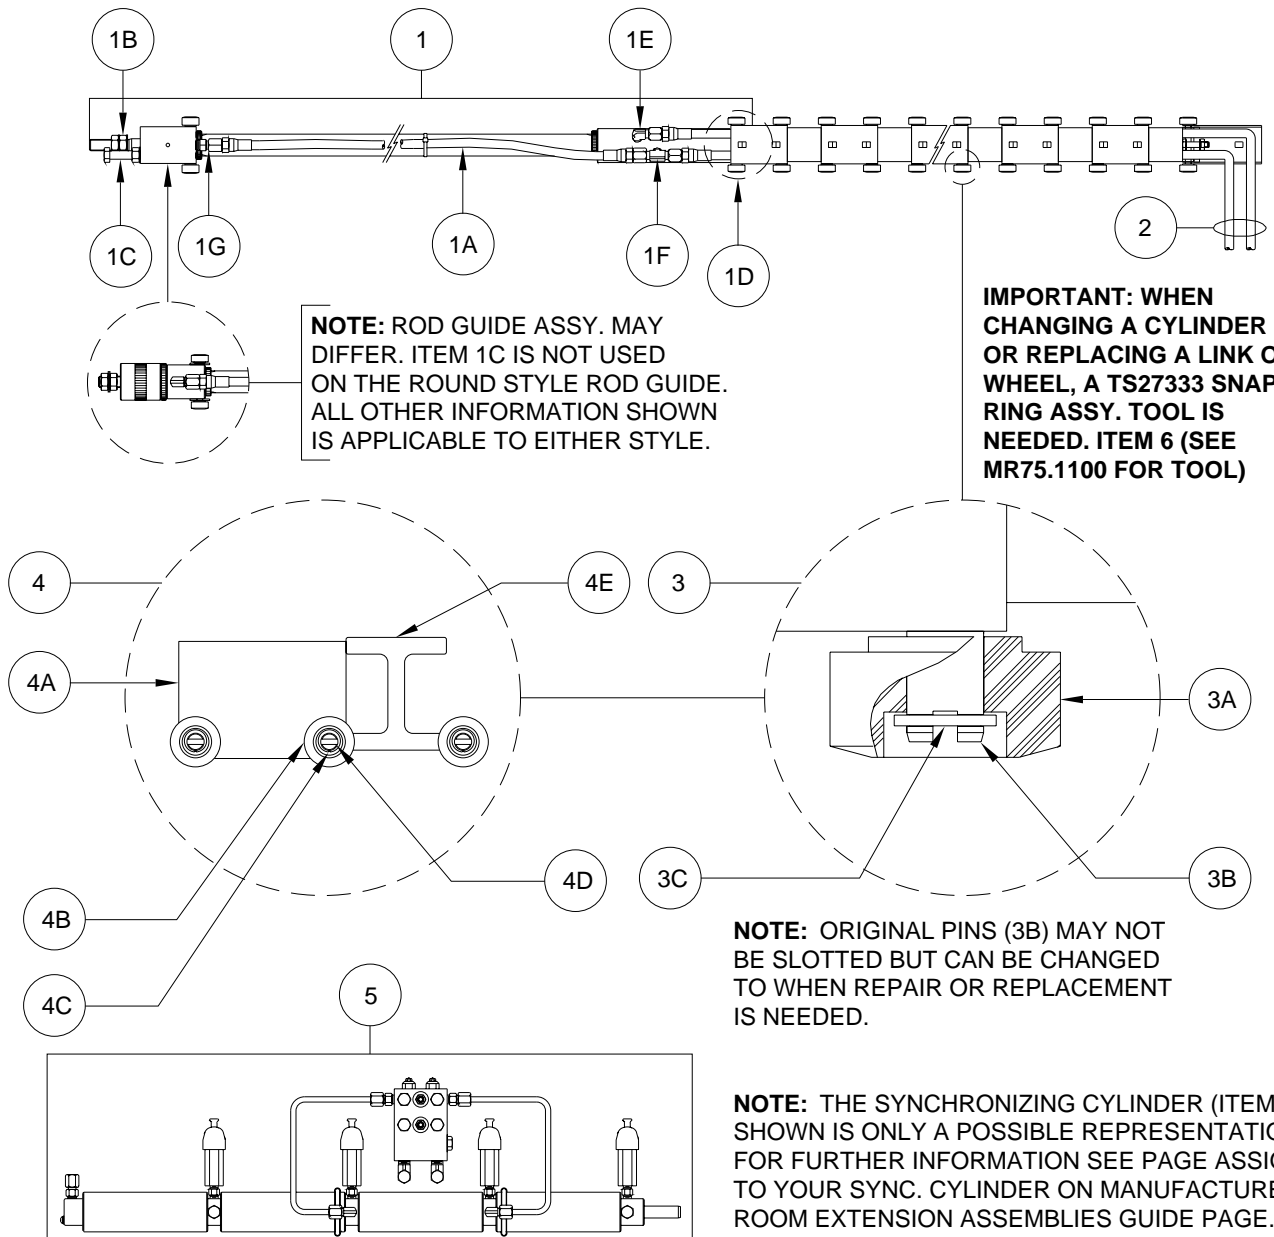 1B
1
1E
1C
1G
1A
1F
1D
2
NOTE: ROD GUIDE ASSY. MAY
DIFFER. ITEM 1C IS NOT USED
ON THE ROUND STYLE ROD GUIDE.
ALL OTHER INFORMATION SHOWN
IS APPLICABLE TO EITHER STYLE.
IMPORTANT: WHEN
CHANGING A CYLINDER
OR REPLACING A LINK O
WHEEL, A TS27333 SNAP
RING ASSY. TOOL IS
NEEDED. ITEM 6 (SEE
MR75.1100 FOR TOOL)
4
4E
3
4A
3A
4B
4D
3C
3B
4C
5
NOTE: ORIGINAL PINS (3B) MAY NOT
BE SLOTTED BUT CAN BE CHANGED
TO WHEN REPAIR OR REPLACEMENT
IS NEEDED.
NOTE: THE SYNCHRONIZING CYLINDER (ITEM
SHOWN IS ONLY A POSSIBLE REPRESENTATIO
FOR FURTHER INFORMATION SEE PAGE ASSIG
TO YOUR SYNC. CYLINDER ON MANUFACTURE
ROOM EXTENSION ASSEMBLIES GUIDE PAGE.